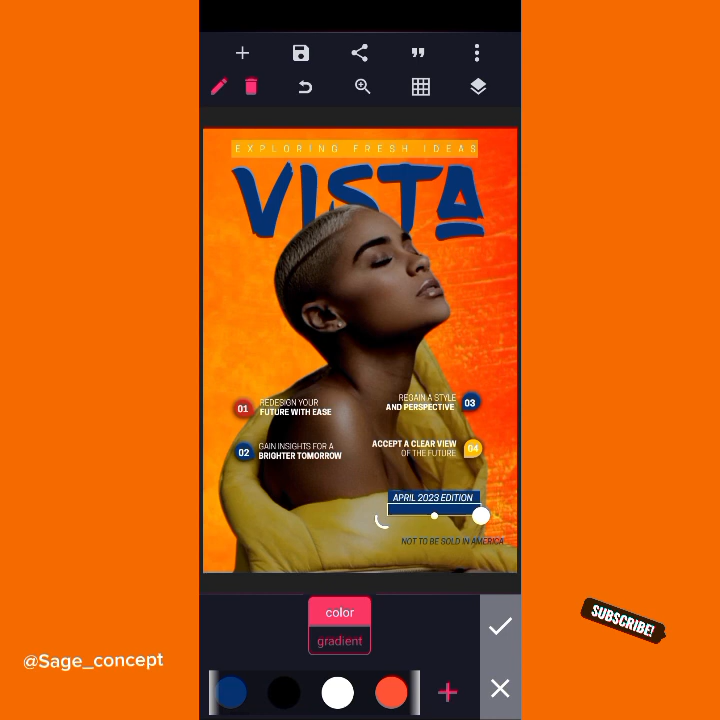 EXPLORING FRESH IDEAS
VISTA
01
REDESIGN YOUR
FUTURE WITH EASE
REGAIN A STYLE
AND PERSPECTIVE
03
02
GAIN INSIGHTS FOR A
BRIGHTER TOMORROW
ACCEPT A CLEAR VIEW
OF THE FUTURE
04
APRIL 2023 EDITION
NOT TO BE SOLD IN AMERICA
color
gradient
SUBSCRIBE!
@Sage_concept